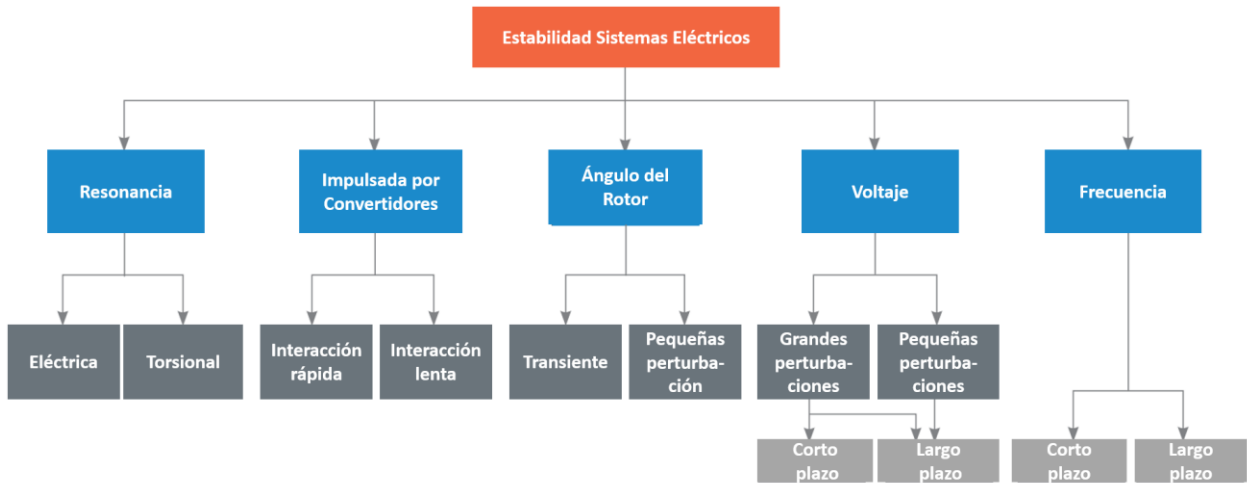 Estabilidad Sistemas Eléctricos
Resonancia
Impulsada por
Convertidores
Ángulo del
Rotor
Voltaje
Frecuencia
Eléctrica
Torsional
Interacción
rápida
Interacción
lenta
Transiente
Pequeñas
perturba-
ción
Grandes
perturba-
ciones
Pequeñas
perturba-
ciones
Corto
plazo
Largo
plazo
Corto
plazo
Largo
plazo